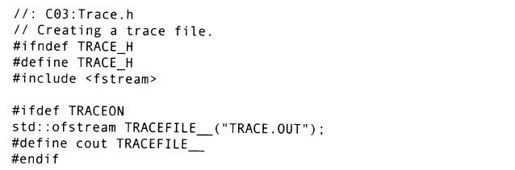 //: C03:Trace.h
// Creating a trace file.
#ifndef TRACE_H
#define TRACE_H
#include <fstream>
#ifdef TRACEON
std::ofstream TRACEFILE__("TRACE.OUT");
#define cout TRACEFILE__
#endif